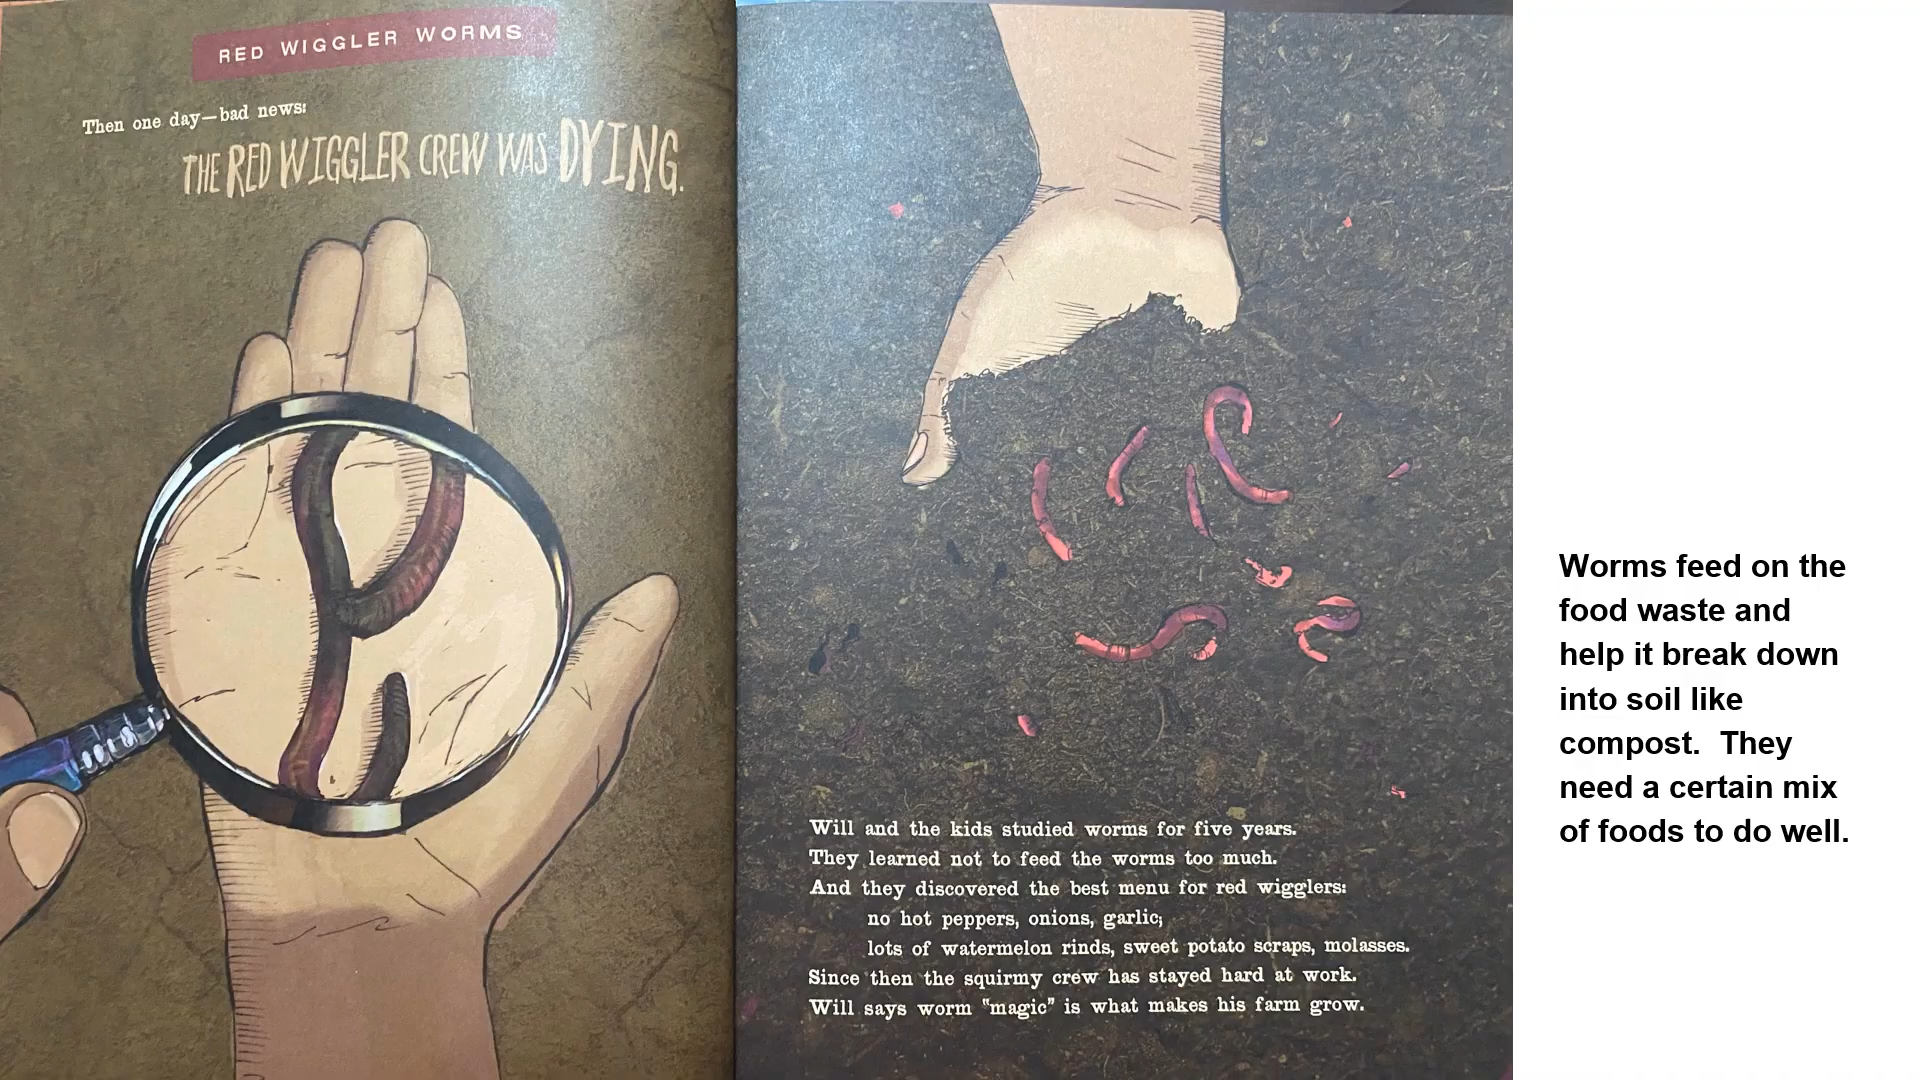 RED WIGGLER WORMS
Then one day—bad news:
THE RED WIGGLER CREW WAS DYING.
Will and the kids studied worms for five years.
They learned not to feed the worms too much.
And they discovered the best menu for red wigglers:
no hot peppers, onions, garlic;
lots of watermelon rinds, sweet potato scraps, molasses.
Since then the squirmy crew has stayed hard at work.
Will says worm "magic" is what makes his farm grow.
Worms feed on the
food waste and
help it break down
into soil like
compost.  They
need a certain mix
of foods to do well.